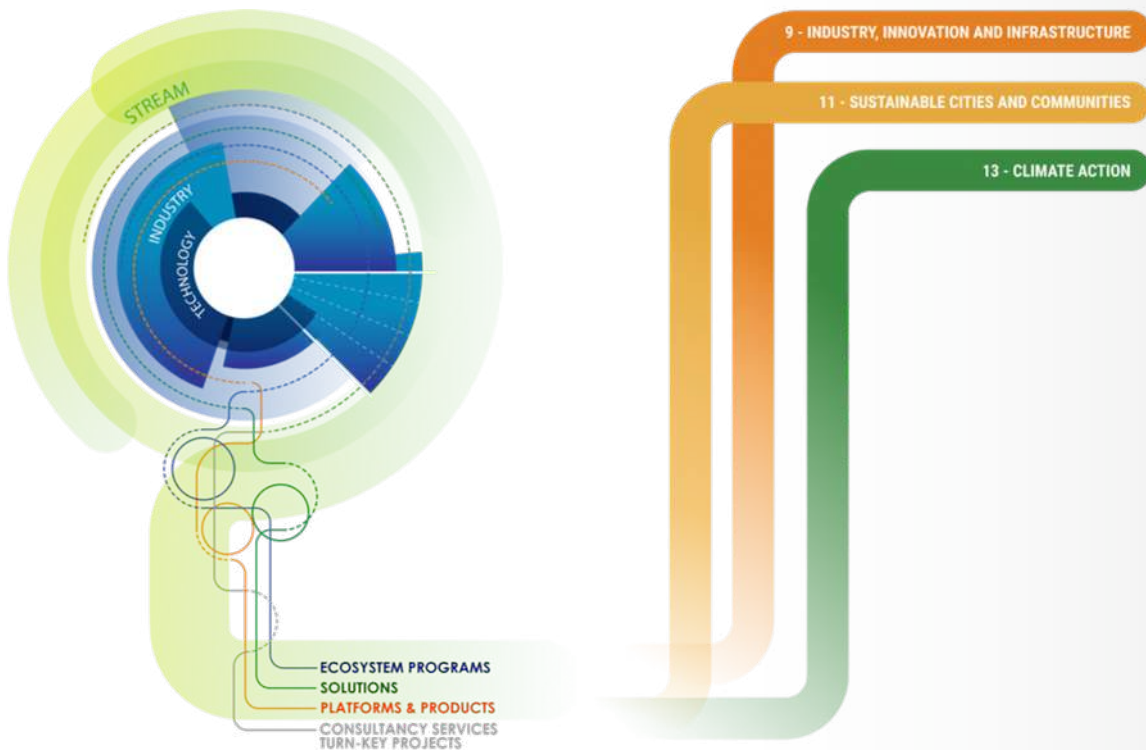 STREAM
INDUSTRY
TECHNOLOGY
ECOSYSTEM PROGRAMS
SOLUTIONS
PLATFORMS & PRODUCTS
CONSULTANCY SERVICES
TURN-KEY PROJECTS
9 - INDUSTRY, INNOVATION AND INFRASTRUCTURE
11 - SUSTAINABLE CITIES AND COMMUNITIES
13 - CLIMATE ACTION